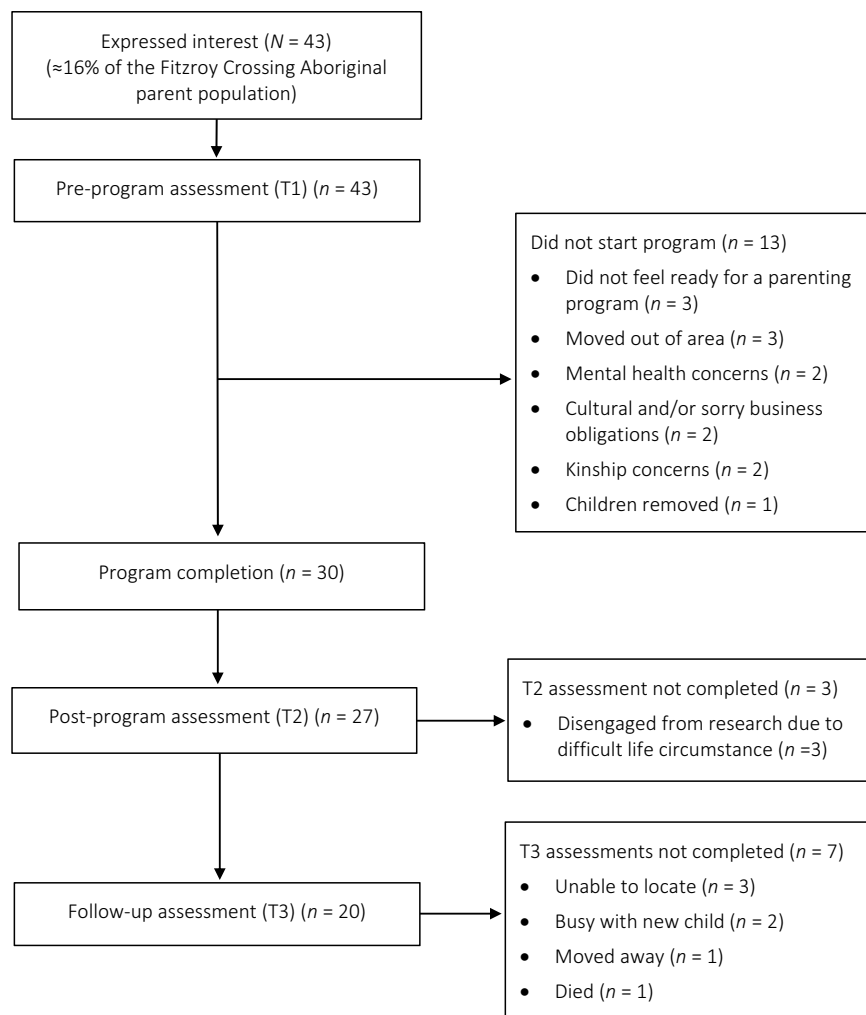 Expressed interest (N = 43)
(≈16% of the Fitzroy Crossing Aboriginal
parent population)
Pre-program assessment (T1) (n = 43)
Did not start program (n = 13)
• Did not feel ready for a parenting
program (n = 3)
• Moved out of area (n = 3)
• Mental health concerns (n = 2)
• Cultural and/or sorry business
obligations (n = 2)
• Kinship concerns (n = 2)
• Children removed (n = 1)
Program completion (n = 30)
Post-program assessment (T2) (n = 27)
T2 assessment not completed (n = 3)
• Disengaged from research due to
difficult life circumstance (n =3)
Follow-up assessment (T3) (n = 20)
T3 assessments not completed (n = 7)
• Unable to locate (n = 3)
• Busy with new child (n = 2)
• Moved away (n = 1)
• Died (n = 1)